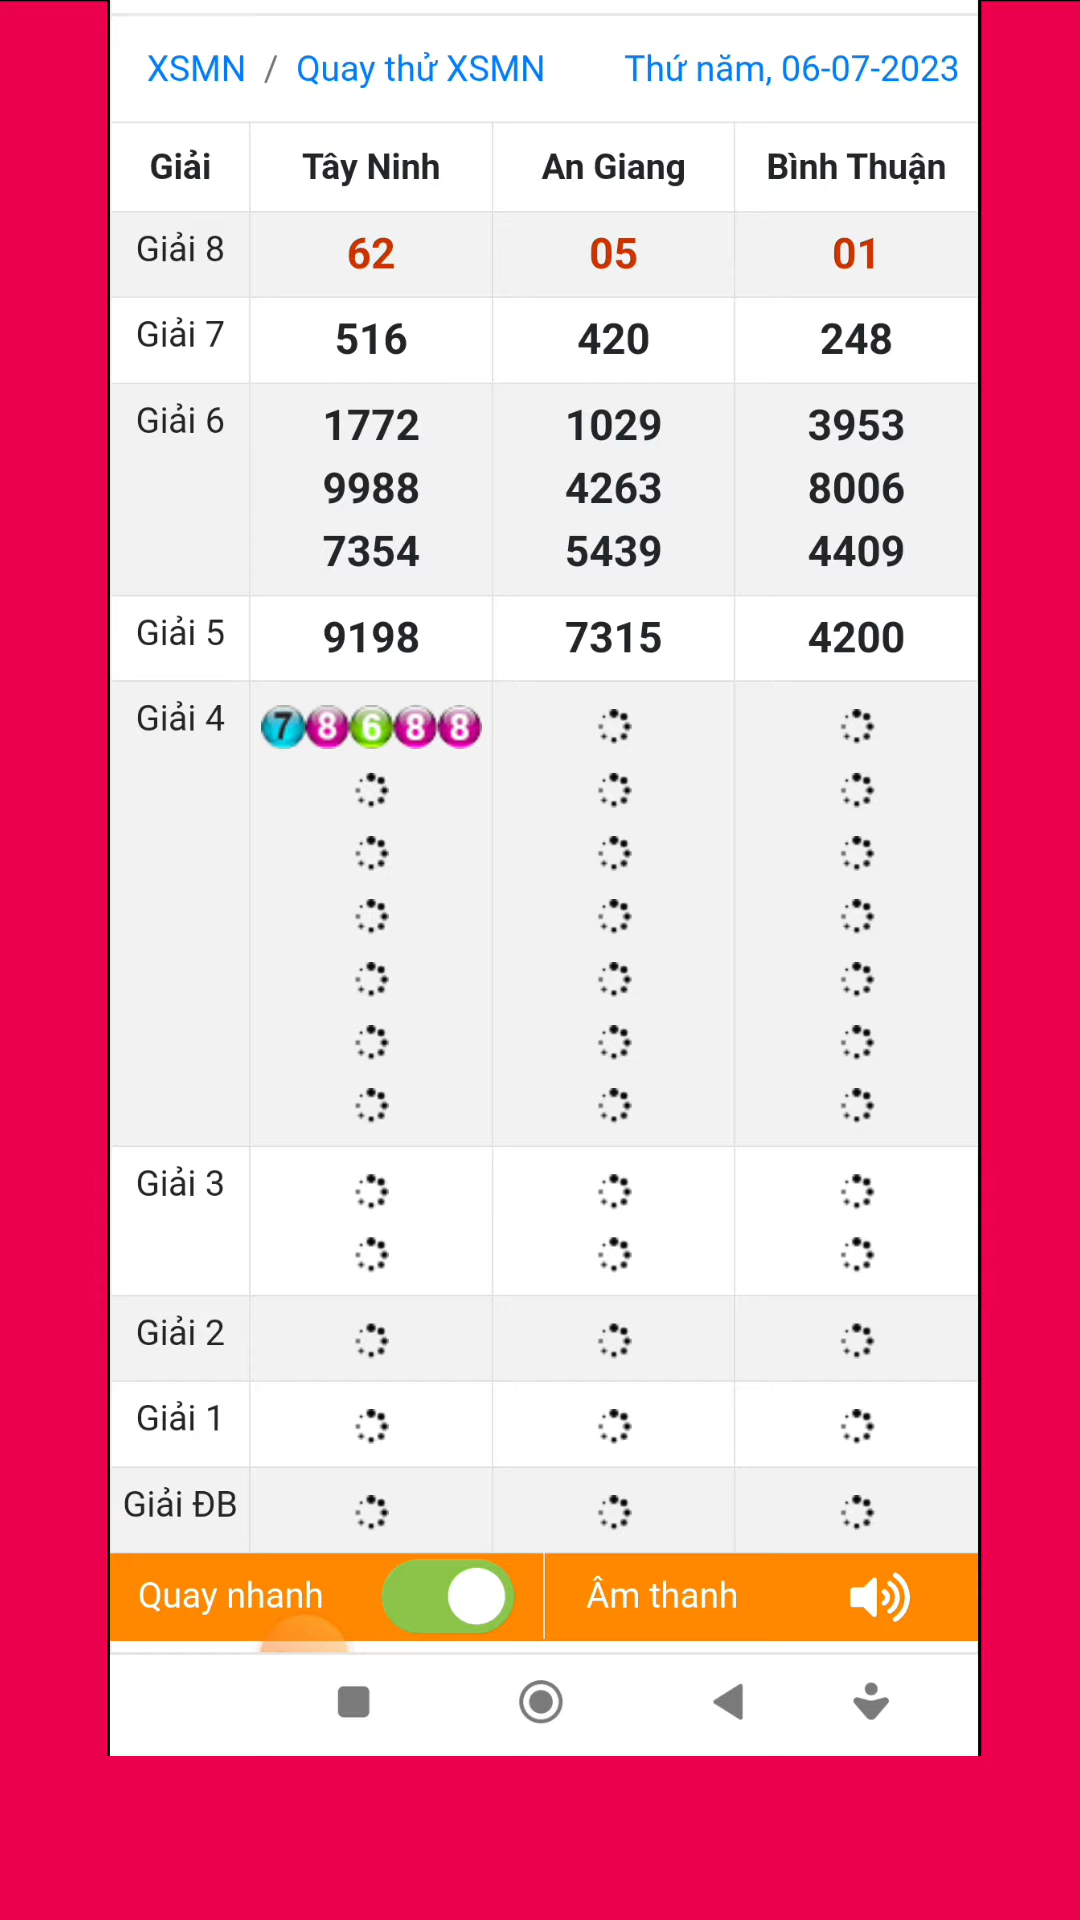 XSMN / Quay thử XSMN Thứ năm, 06-07-2023
Giải Tây Ninh An Giang Bình Thuận
Giải 8 62 05 01
Giải 7 516 420 248
Giải 6 1772 1029 3953
9988 4263 8006
7354 5439 4409
Giải 5 9198 7315 4200
Giải 4 78688
Giải 3
Giải 2
Giải 1
Giải ĐB
Quay nhanh Âm thanh